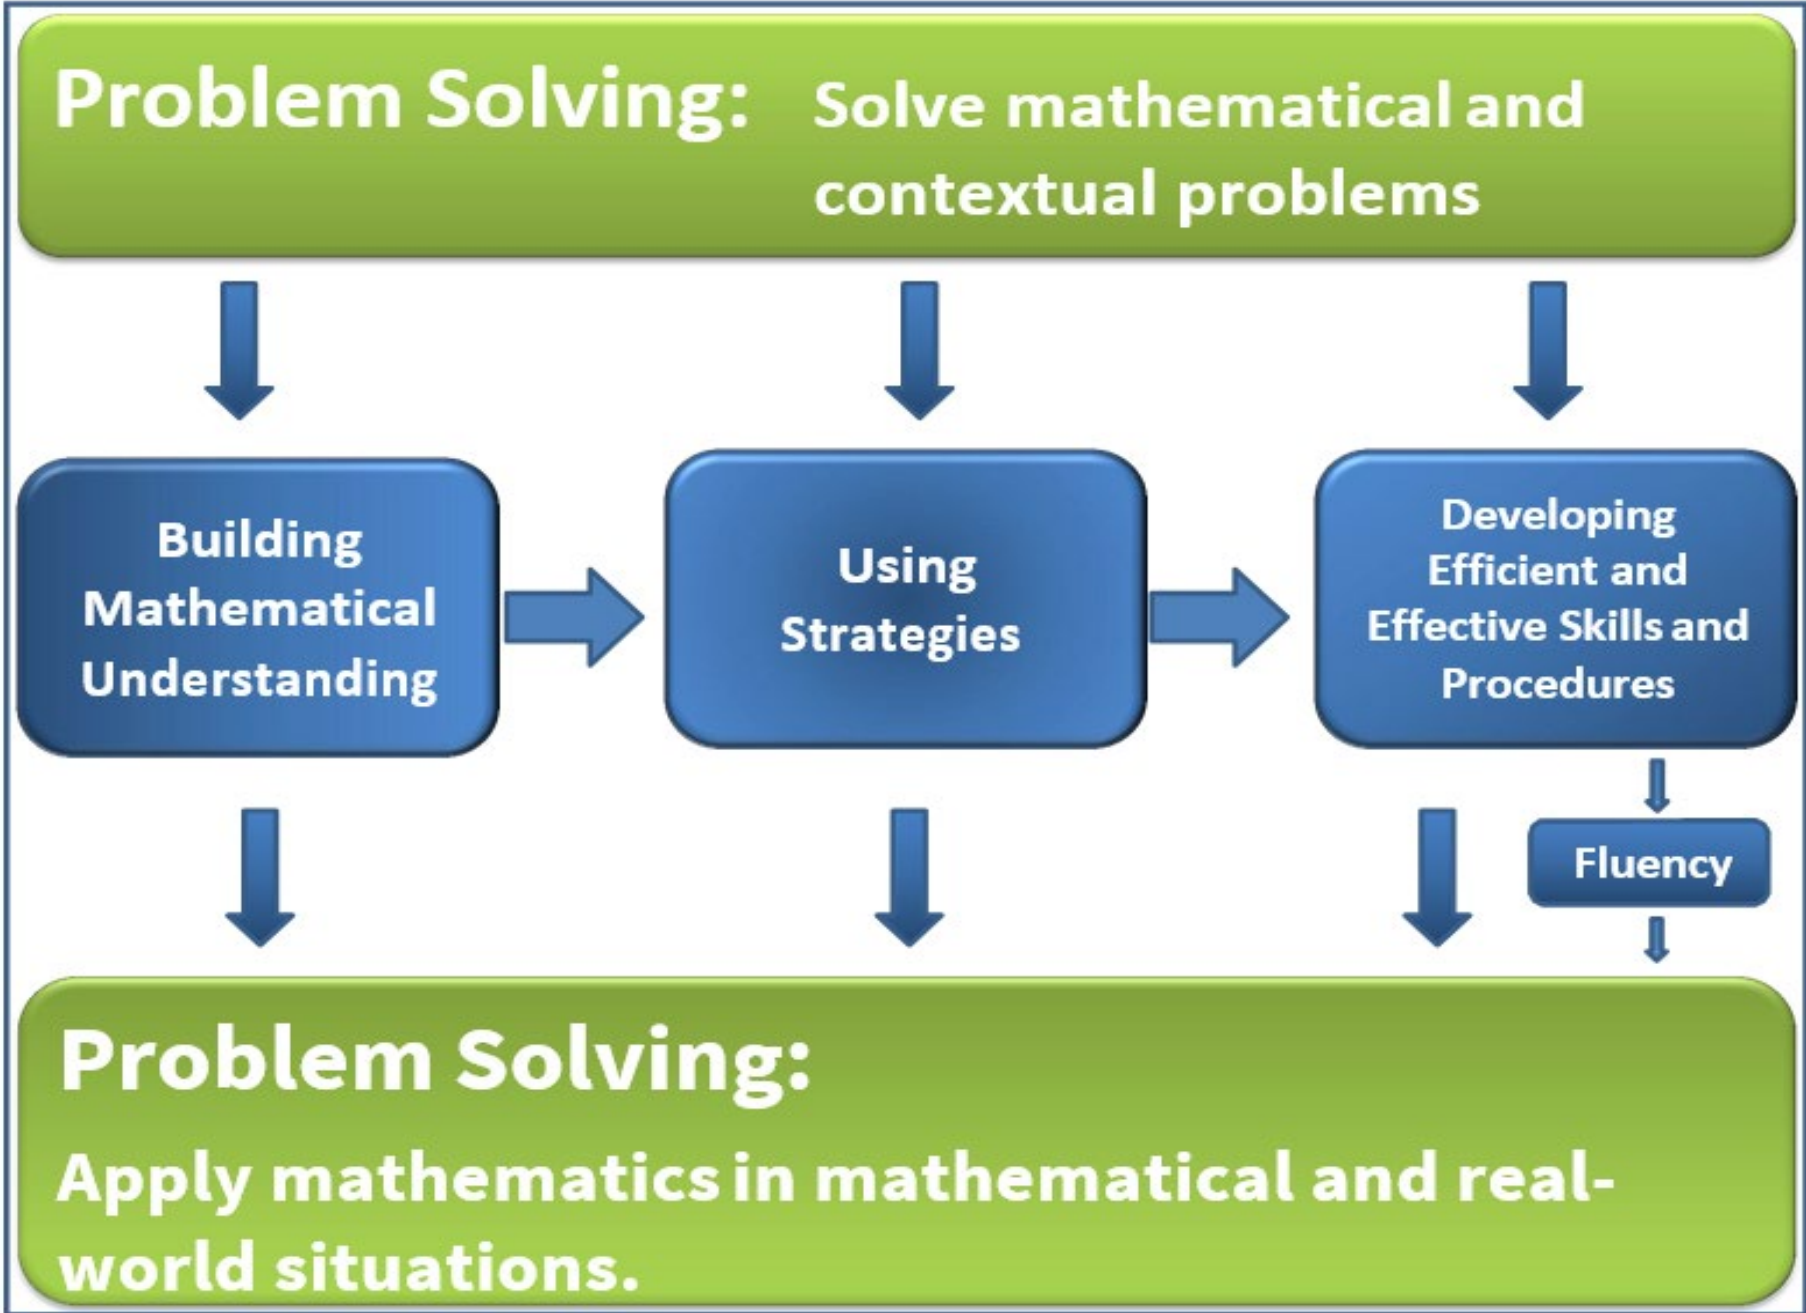 Problem Solving: Solve mathematical and
contextual problems
Building
Mathematical
Understanding
Using
Strategies
Developing
Efficient and
Effective Skills and
Procedures
Fluency
Problem Solving:
Apply mathematics in mathematical and real-
world situations.